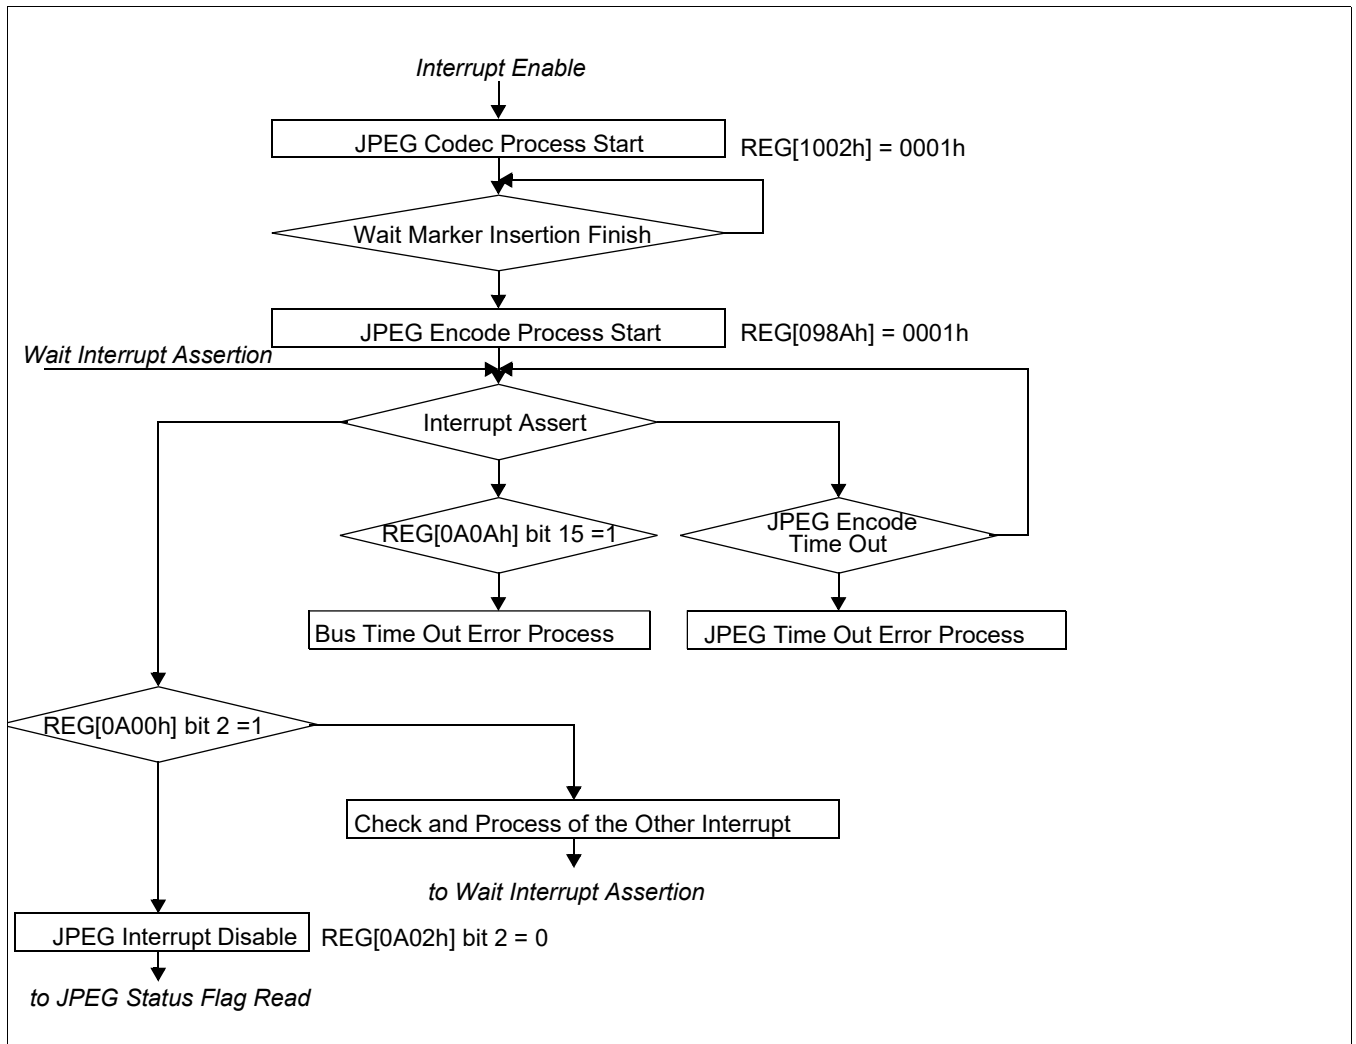 Interrupt Enable
JPEG Codec Process Start
REG[1002h] = 0001h
Wait Marker Insertion Finish
JPEG Encode Process Start
REG[098Ah] = 0001h
Wait Interrupt Assertion
Interrupt Assert
REG[0A0Ah] bit 15 =1
JPEG Encode
Time Out
Bus Time Out Error Process
JPEG Time Out Error Process
REG[0A00h] bit 2 =1
Check and Process of the Other Interrupt
to Wait Interrupt Assertion
JPEG Interrupt Disable
REG[0A02h] bit 2 = 0
to JPEG Status Flag Read